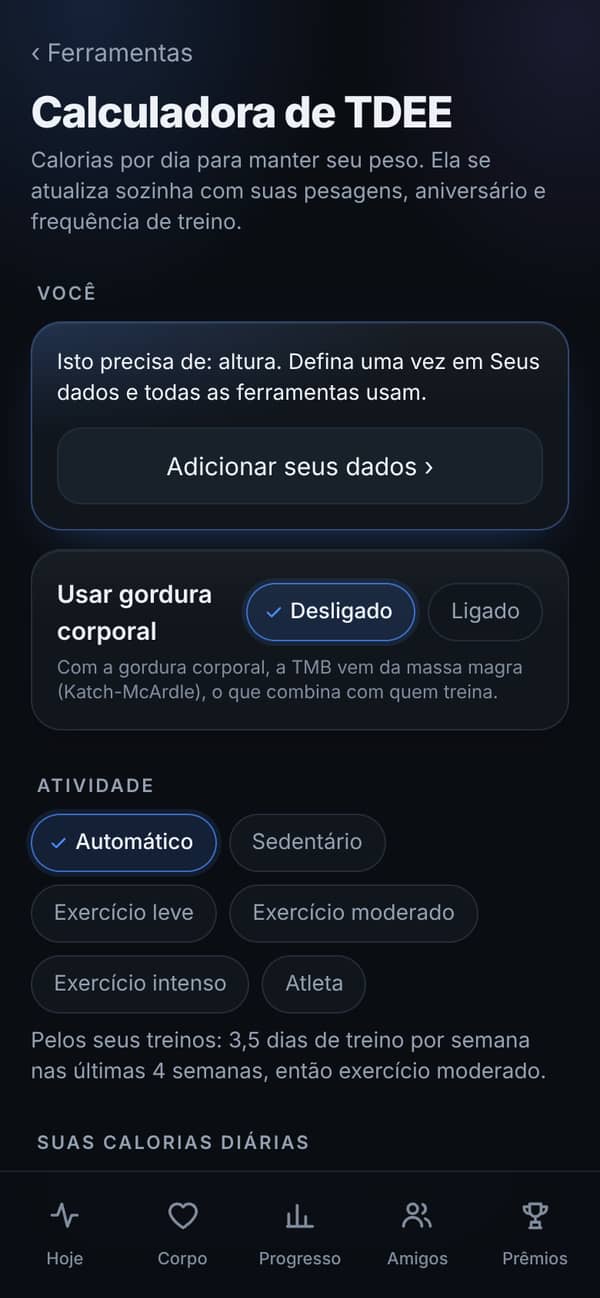 ‹ Ferramentas
Calculadora de TDEE
Calorias por dia para manter seu peso. Ela se
atualiza sozinha com suas pesagens, aniversário e
frequência de treino.
VOCÊ
Isto precisa de: altura. Defina uma vez em Seus
dados e todas as ferramentas usam.
Adicionar seus dados ›
Usar gordura
corporal
Desligado
Ligado
Com a gordura corporal, a TMB vem da massa magra
(Katch-McArdle), o que combina com quem treina.
ATIVIDADE
Automático
Sedentário
Exercício leve
Exercício moderado
Exercício intenso
Atleta
Pelos seus treinos: 3,5 dias de treino por semana
nas últimas 4 semanas, então exercício moderado.
SUAS CALORIAS DIÁRIAS
Hoje
Corpo
Progresso
Amigos
Prêmios